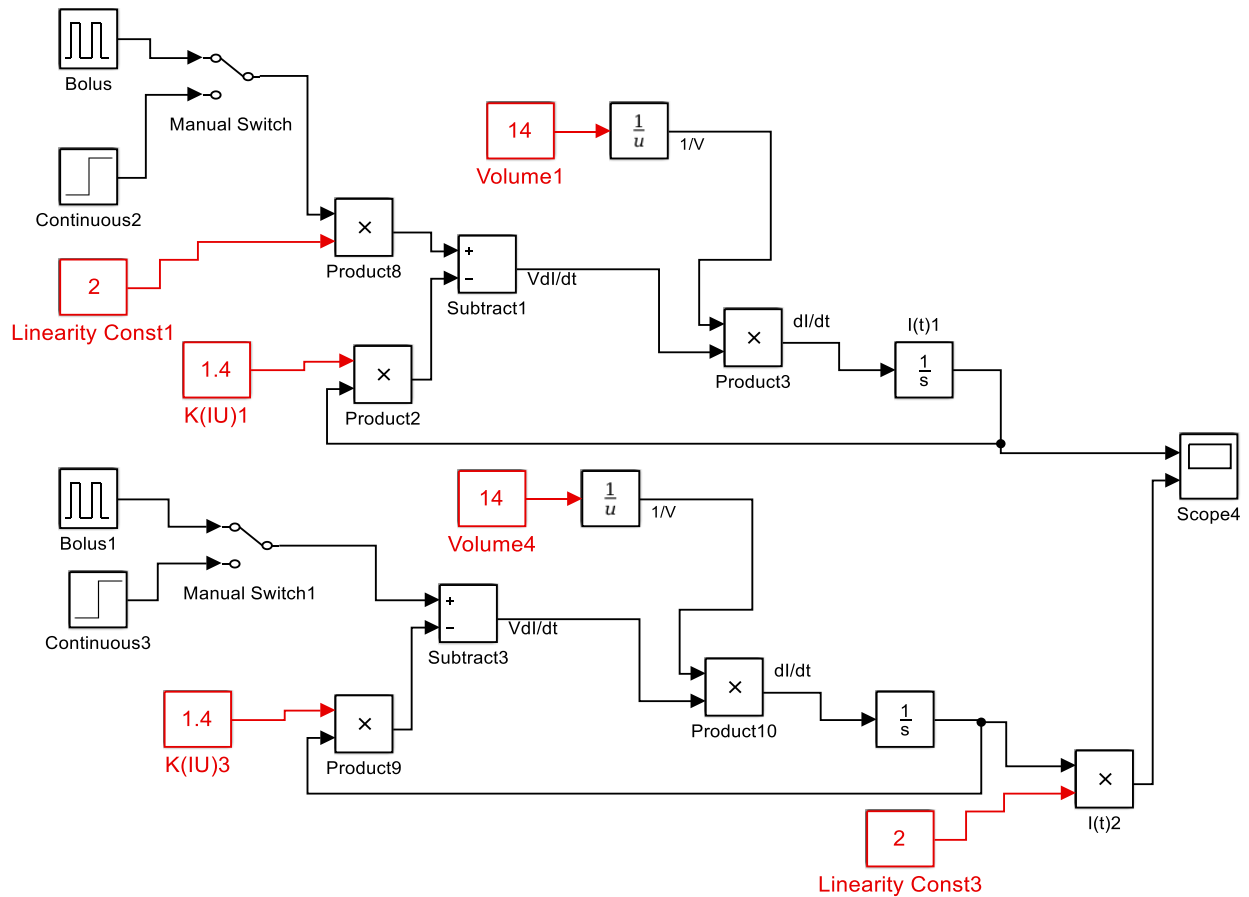 Bolus
Manual Switch
Continuous2
14
1
u
1/V
Volume1
×
Product8
2
Linearity Const1
+
−
Subtract1
VdI/dt
1.4
K(IU)1
×
Product2
×
Product3
dI/dt
I(t)1
1
s
Scope4
Bolus1
Manual Switch1
Continuous3
14
1
u
1/V
Volume4
+
−
Subtract3
VdI/dt
1.4
K(IU)3
×
Product9
×
Product10
dI/dt
1
s
×
I(t)2
2
Linearity Const3